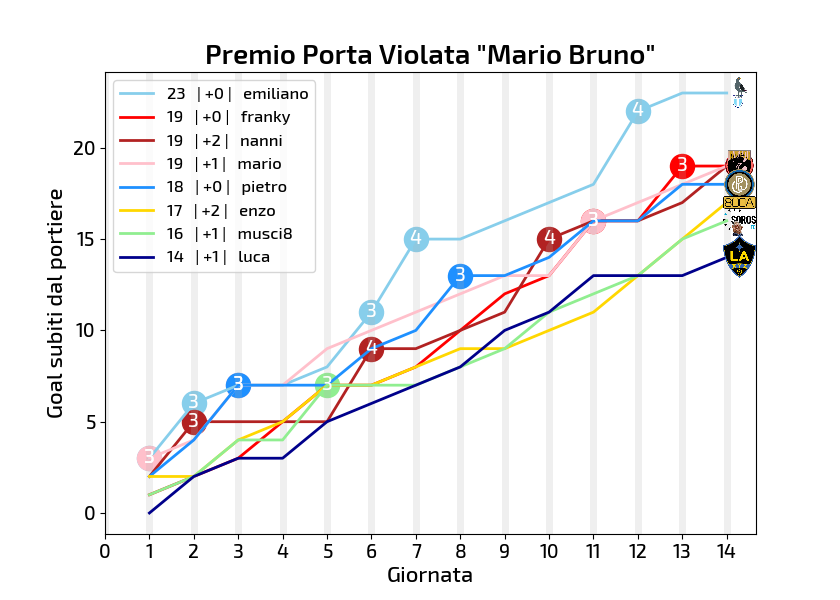 Premio Porta Violata "Mario Bruno"
23 | +0 | emiliano
19 | +0 | franky
19 | +2 | nanni
19 | +1 | mario
18 | +0 | pietro
17 | +2 | enzo
16 | +1 | musci8
14 | +1 | luca
Goal subiti dal portiere
20
15
10
5
0
3
3
3
3
3
3
4
4
4
3
4
3
4
3
SUCA
SOROS
LA
0 1 2 3 4 5 6 7 8 9 10 11 12 13 14
Giornata